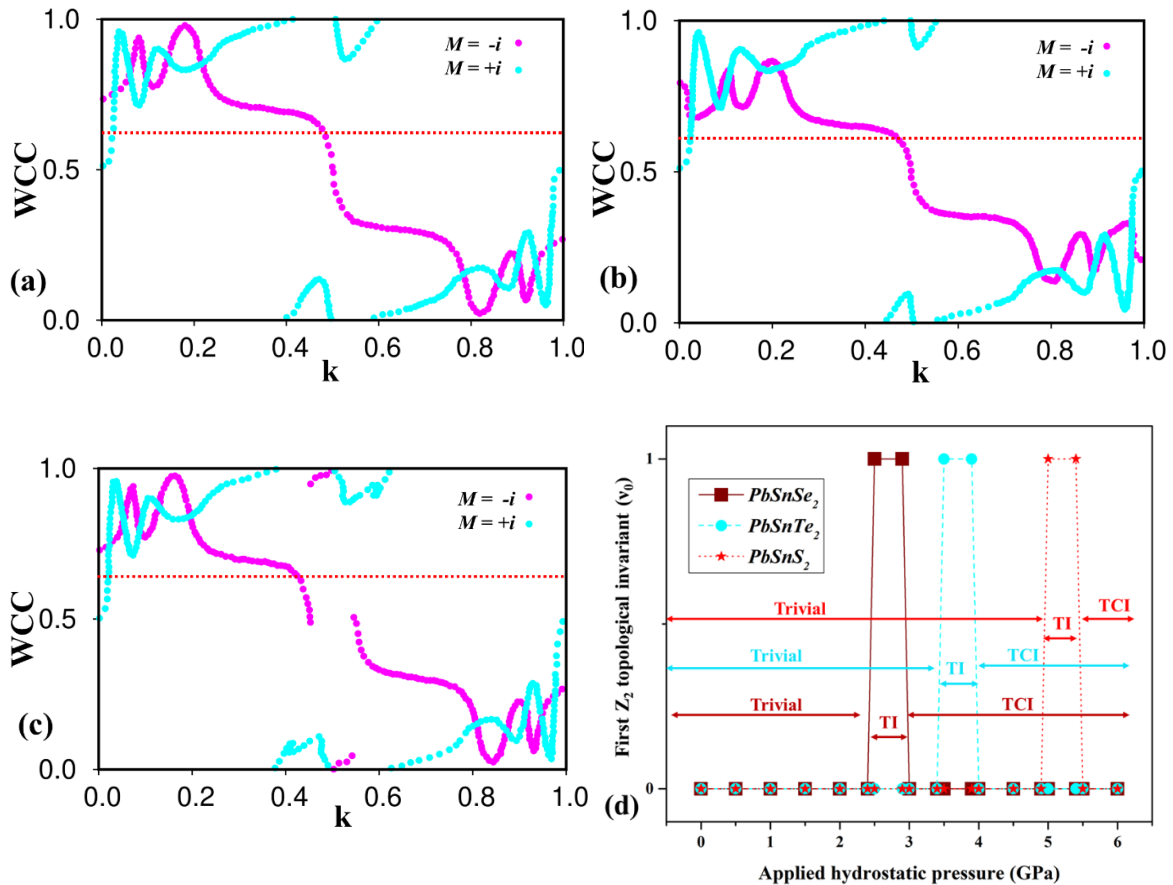 1.0
0.5
0.0
WCC
M = -i
M = +i
(a)
0.0 0.2 0.4 0.6 0.8 1.0
k
1.0
0.5
0.0
WCC
M = -i
M = +i
(b)
0.0 0.2 0.4 0.6 0.8 1.0
k
1.0
0.5
0.0
WCC
M = -i
M = +i
(c)
0.0 0.2 0.4 0.6 0.8 1.0
k
First Z2 topological invariant (ν0)
1
0
PbSnSe2
PbSnTe2
PbSnS2
Trivial
TI
TCI
Trivial
TI
TCI
Trivial
TI
TCI
(d)
0 1 2 3 4 5 6
Applied hydrostatic pressure (GPa)